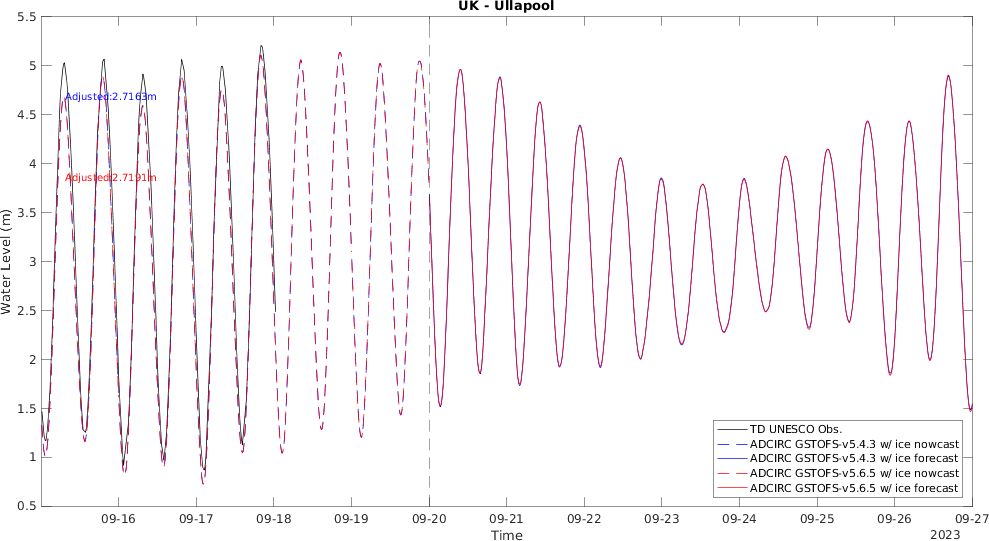 UK - Ullapool
5.5
5
4.5
4
3.5
3
2.5
2
1.5
1
0.5
Water Level (m)
Adjusted:2.7163m
Adjusted:2.7191m
TD UNESCO Obs.
ADCIRC GSTOFS-v5.4.3 w/ ice nowcast
ADCIRC GSTOFS-v5.4.3 w/ ice forecast
ADCIRC GSTOFS-v5.6.5 w/ ice nowcast
ADCIRC GSTOFS-v5.6.5 w/ ice forecast
09-16 09-17 09-18 09-19 09-20 09-21 09-22 09-23 09-24 09-25 09-26 09-27
Time
2023